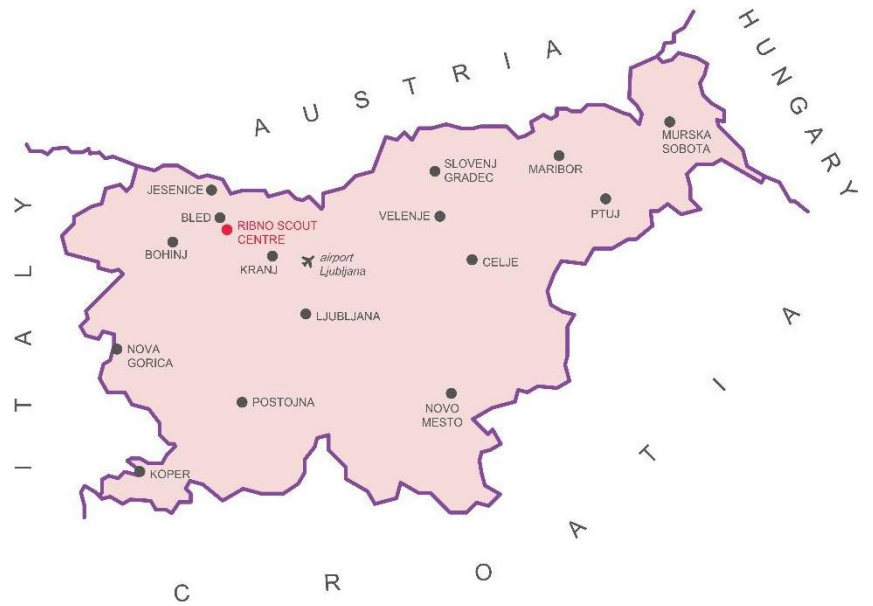 AUSTRIA
HUNGARY
ITALY
CROATIA
MURSKA
SOBOTA
MARIBOR
SLOVENJ
GRADEC
JESENICE
PTUJ
BLED
VELENJE
RIBNO SCOUT
CENTRE
BOHINJ
KRANJ
airport
Ljubljana
CELJE
LJUBLJANA
NOVA
GORICA
POSTOJNA
NOVO
MESTO
KOPER